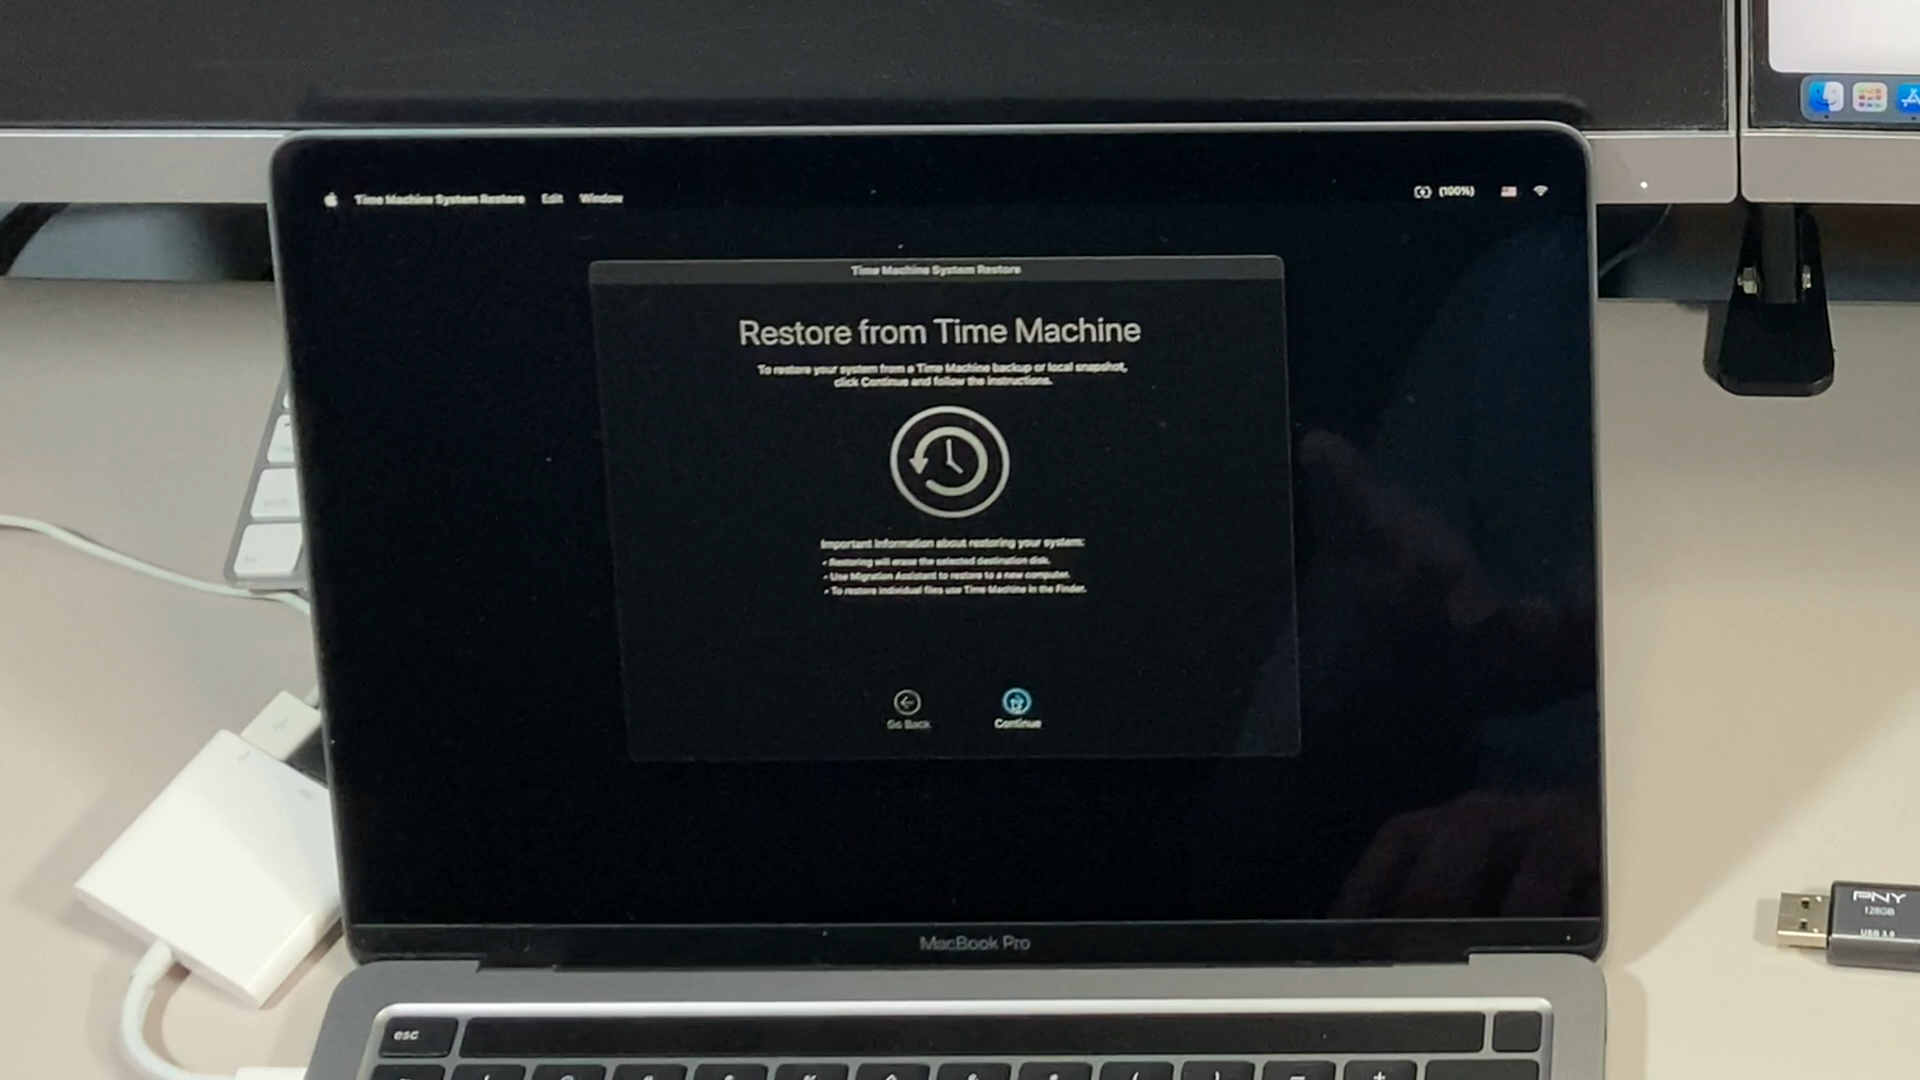 Time Machine System Restore Edit Window (100%)
Time Machine System Restore
Restore from Time Machine
To restore your system from a Time Machine backup or local snapshot,
click Continue and follow the instructions.
Important information about restoring your system:
• Restoring will erase the selected destination disk.
• Use Migration Assistant to restore to a new computer.
• To restore individual files use Time Machine in the Finder.
Go Back Continue
MacBook Pro
PNY
128GB
USB 3.0
esc